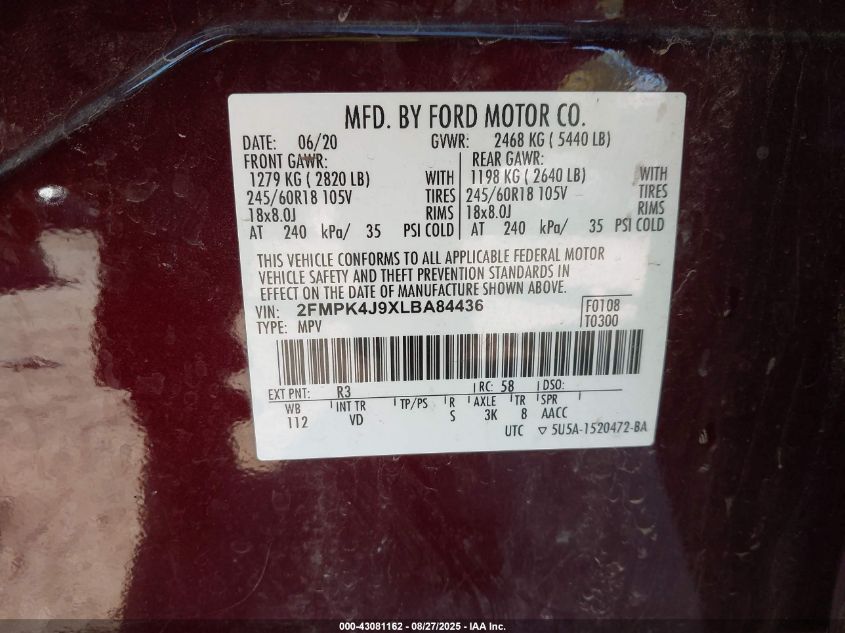 MFD. BY FORD MOTOR CO.
DATE: 06/20 GVWR: 2468 KG ( 5440 LB)
FRONT GAWR: REAR GAWR:
1279 KG ( 2820 LB) WITH 1198 KG ( 2640 LB) WITH
245/60R18 105V TIRES 245/60R18 105V TIRES
18x8.0J RIMS 18x8.0J RIMS
AT 240 kPa/ 35 PSI COLD AT 240 kPa/ 35 PSI COLD
THIS VEHICLE CONFORMS TO ALL APPLICABLE FEDERAL MOTOR
VEHICLE SAFETY AND THEFT PREVENTION STANDARDS IN
EFFECT ON THE DATE OF MANUFACTURE SHOWN ABOVE.
VIN: 2FMPK4J9XLBA84436 F0108
TYPE: MPV T0300
EXT PNT: R3 RC: 58 DSO:
WB INT TR TP/PS R AXLE TR SPR
112 VD S 3K 8 AACC
UTC ▽ 5U5A-1520472-BA
000-43081162 - 08/27/2025 - IAA Inc.